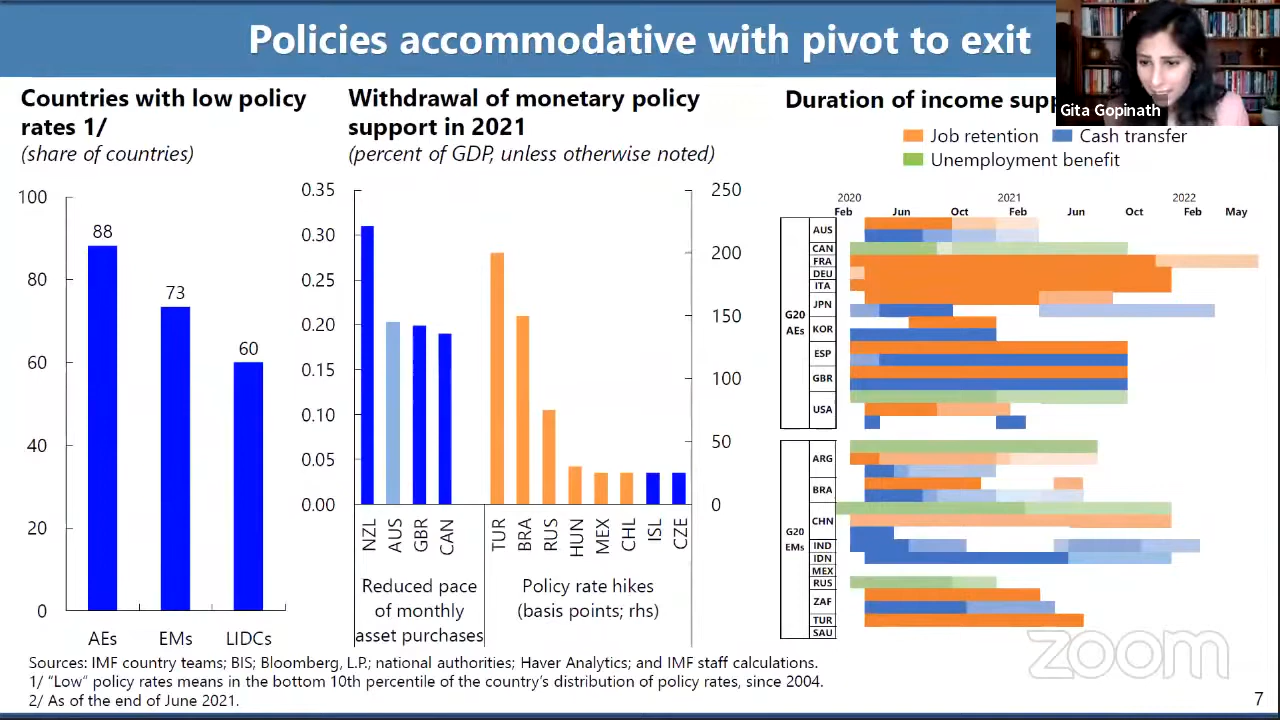 Policies accommodative with pivot to exit
Gita Gopinath
Countries with low policy
rates 1/
(share of countries)
100
80
60
40
20
0
88
73
60
AEs EMs LIDCs
Withdrawal of monetary policy
support in 2021
(percent of GDP, unless otherwise noted)
0.35
0.30
0.25
0.20
0.15
0.10
0.05
0.00
250
200
150
100
50
0
NZL AUS GBR CAN TUR BRA RUS HUN MEX CHL ISL CZE
Reduced pace
of monthly
asset purchases
Policy rate hikes
(basis points; rhs)
Duration of income
Job retention Cash transfer
Unemployment benefit
2020 2021 2022
Feb Jun Oct Feb Jun Oct Feb May
G20
AEs
AUS
CAN
FRA
DEU
ITA
JPN
KOR
ESP
GBR
USA
G20
EMs
ARG
BRA
CHN
IND
IDN
MEX
RUS
ZAF
TUR
SAU
zoom
Sources: IMF country teams; BIS; Bloomberg, L.P.; national authorities; Haver Analytics; and IMF staff calculations.
1/ “Low” policy rates means in the bottom 10th percentile of the country’s distribution of policy rates, since 2004.
2/ As of the end of June 2021.
7